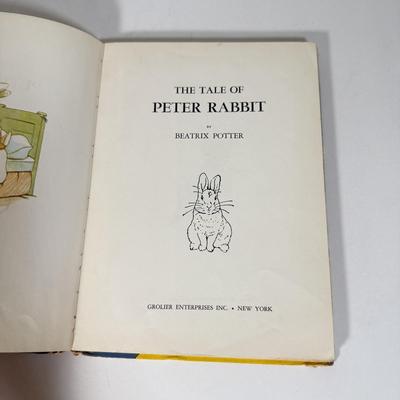 THE TALE OF
PETER RABBIT
BY
BEATRIX POTTER
GROLIER ENTERPRISES INC. • NEW YORK